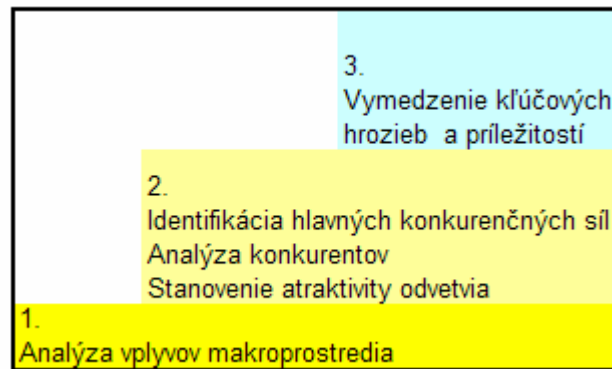 3.
Vymedzenie kľúčových
hrozieb a príležitostí
2.
Identifikácia hlavných konkurenčných síl
Analýza konkurentov
Stanovenie atraktivity odvetvia
1.
Analýza vplyvov makroprostredia